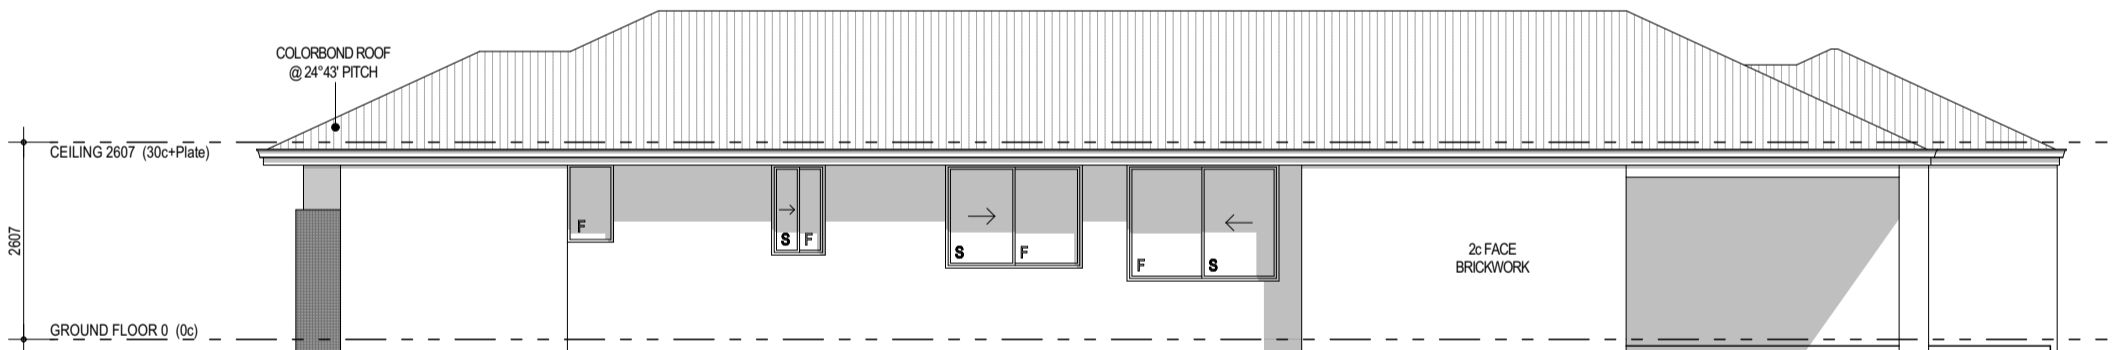 COLORBOND ROOF
@ 24°43' PITCH
CEILING 2607 (30c+Plate)
2607
F
S F
S F
F S
2c FACE
BRICKWORK
GROUND FLOOR 0 (0c)